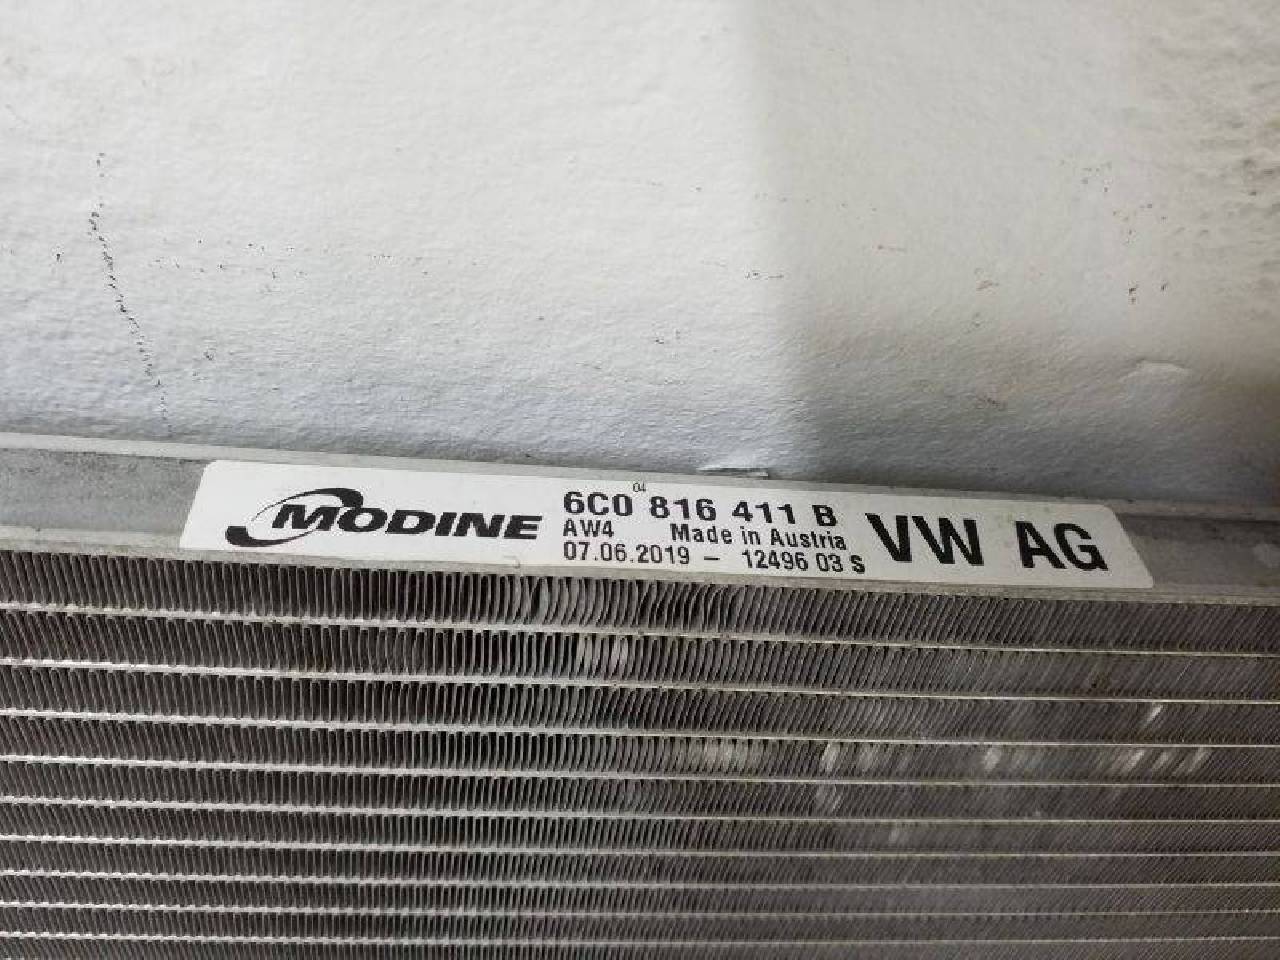 04
MODINE
6C0 816 411 B
AW4 Made in Austria
07.06.2019 – 12496 03 S
VW AG